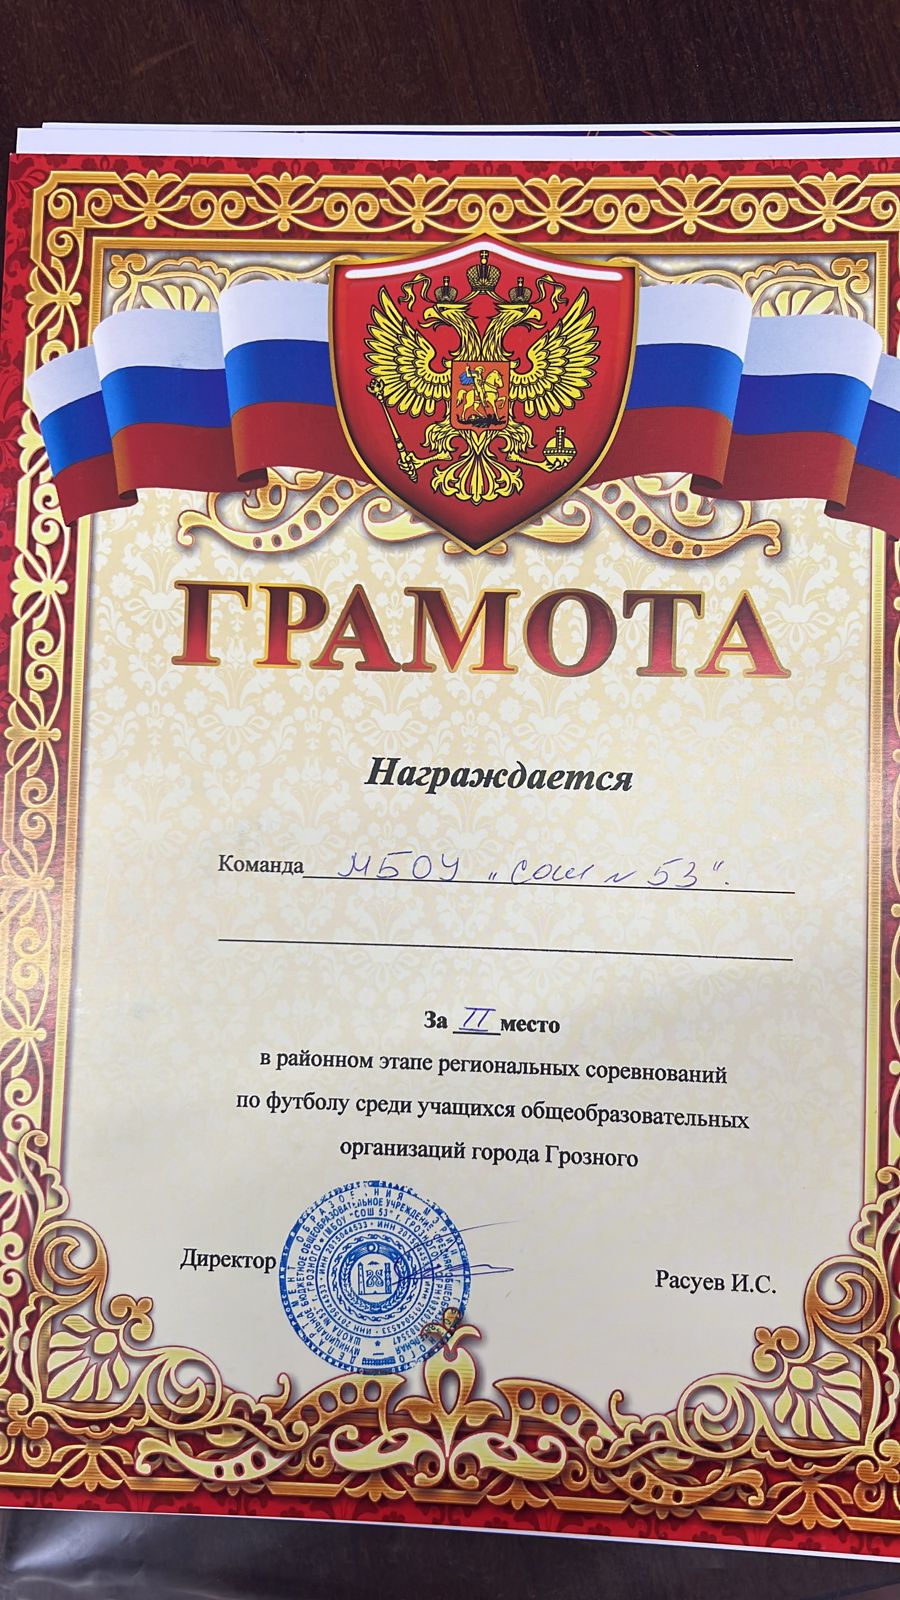 ГРАМОТА
Награждается
Команда МБОУ „СОШ № 53".
За II место
в районном этапе региональных соревнований
по футболу среди учащихся общеобразовательных
организаций города Грозного
Директор
Расуев И.С.